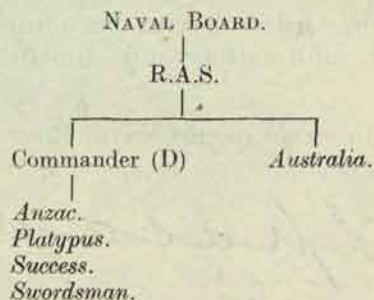 NAVAL BOARD.
R.A.S.
Commander (D) Australia.
Anzac.
Platypus.
Success.
Swordsman.